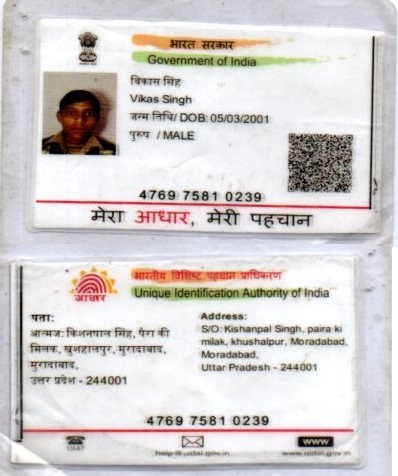 भारत सरकार
Government of India
विकास सिंह
Vikas Singh
जन्म तिथि/ DOB: 05/03/2001
पुरुष / MALE
4769 7581 0239
मेरा आधार, मेरी पहचान
भारतीय विशिष्ट पहचान प्राधिकरण
Unique Identification Authority of India
आधार
पता:
आत्मज: किशनपाल सिंह, पैरा की
मिलक, खुशहालपुर, मुरादाबाद,
मुरादाबाद,
उत्तर प्रदेश - 244001
Address:
S/O: Kishanpal Singh, paira ki
milak, khushalpur, Moradabad,
Moradabad,
Uttar Pradesh - 244001
4769 7581 0239
1947
help@uidai.gov.in
www
www.uidai.gov.in